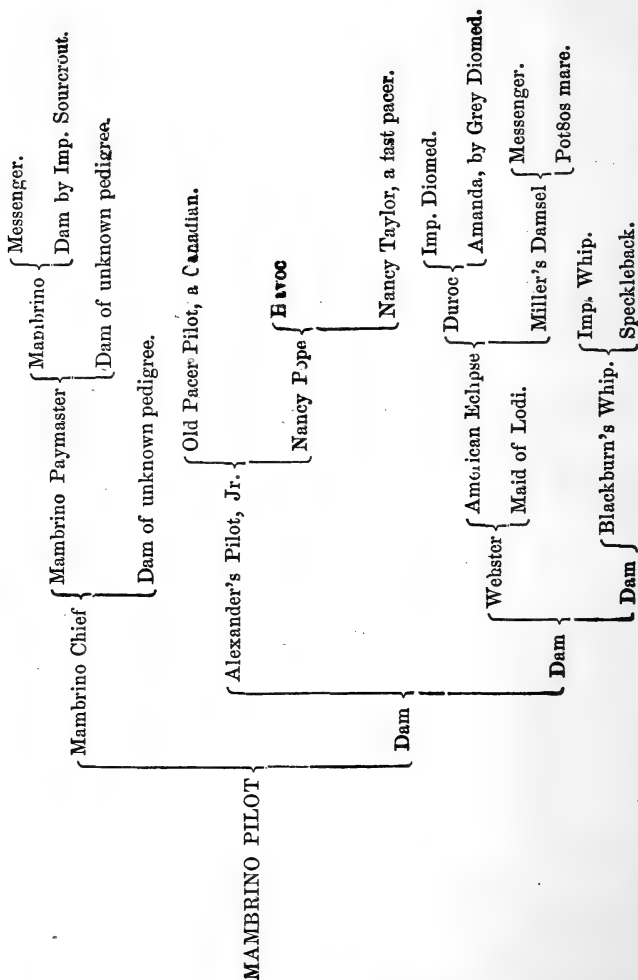 MAMBRINO PILOT
Mambrino Chief
Mambrino Paymaster
Mambrino
Messenger.
Dam by Imp. Sourcrout.
Dam of unknown pedigree.
Dam of unknown pedigree.
Dam
Alexander's Pilot, Jr.
Old Pacer Pilot, a Canadian.
Nancy Pope
Havoc
Nancy Taylor, a fast pacer.
Dam
Webster
American Eclipse
Duroc
Imp. Diomed.
Amanda, by Grey Diomed.
Miller's Damsel
Messenger.
Pot8os mare.
Maid of Lodi.
Dam
Blackburn's Whip.
Imp. Whip.
Speckleback.